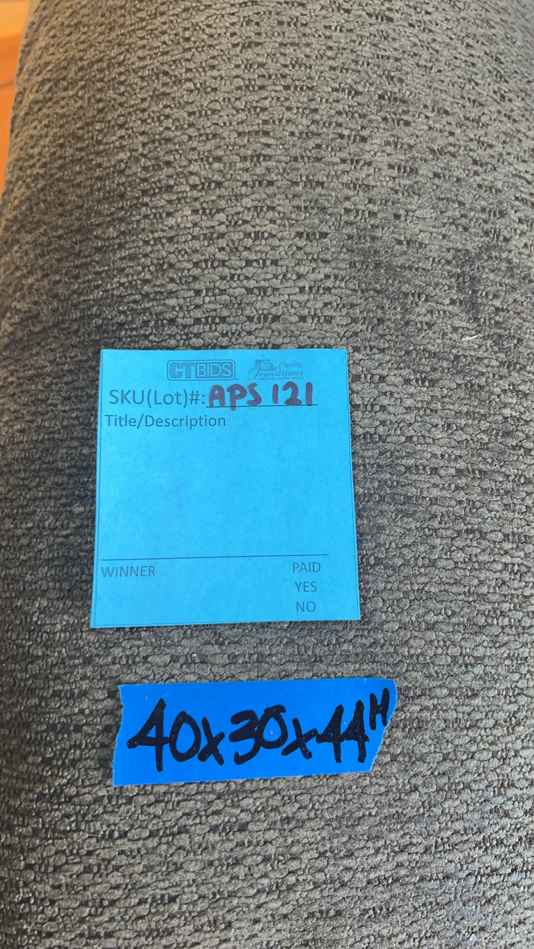 CTBIDS
SKU(Lot)#: APS 121
Title/Description
WINNER
PAID
YES
NO
40x30x44H